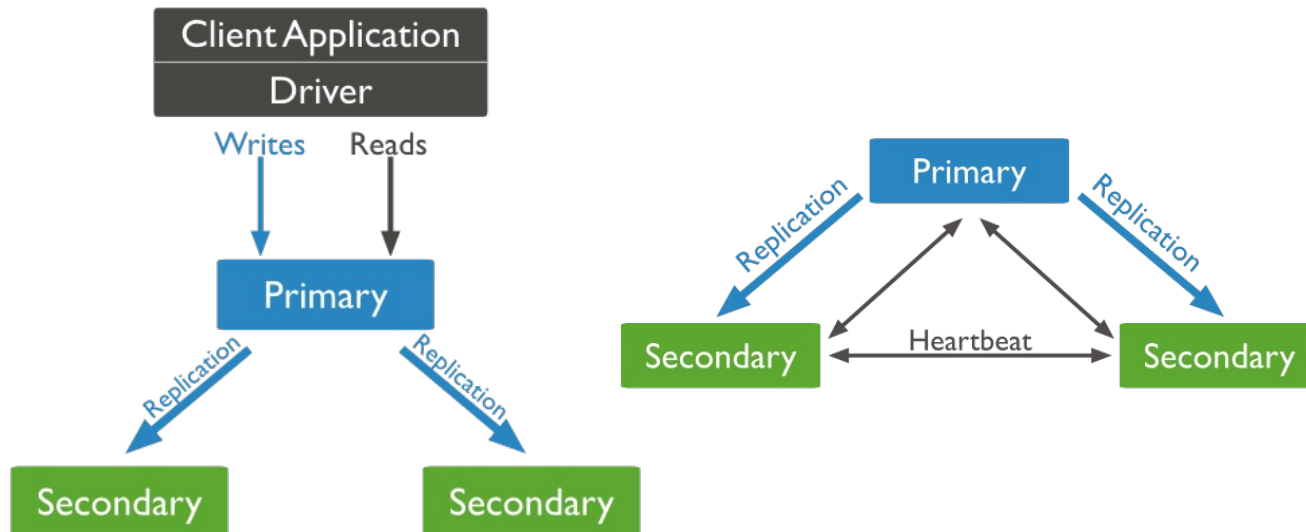 Client Application
Driver
Writes
Reads
Primary
Replication
Replication
Secondary
Secondary
Primary
Replication
Replication
Heartbeat
Secondary
Secondary